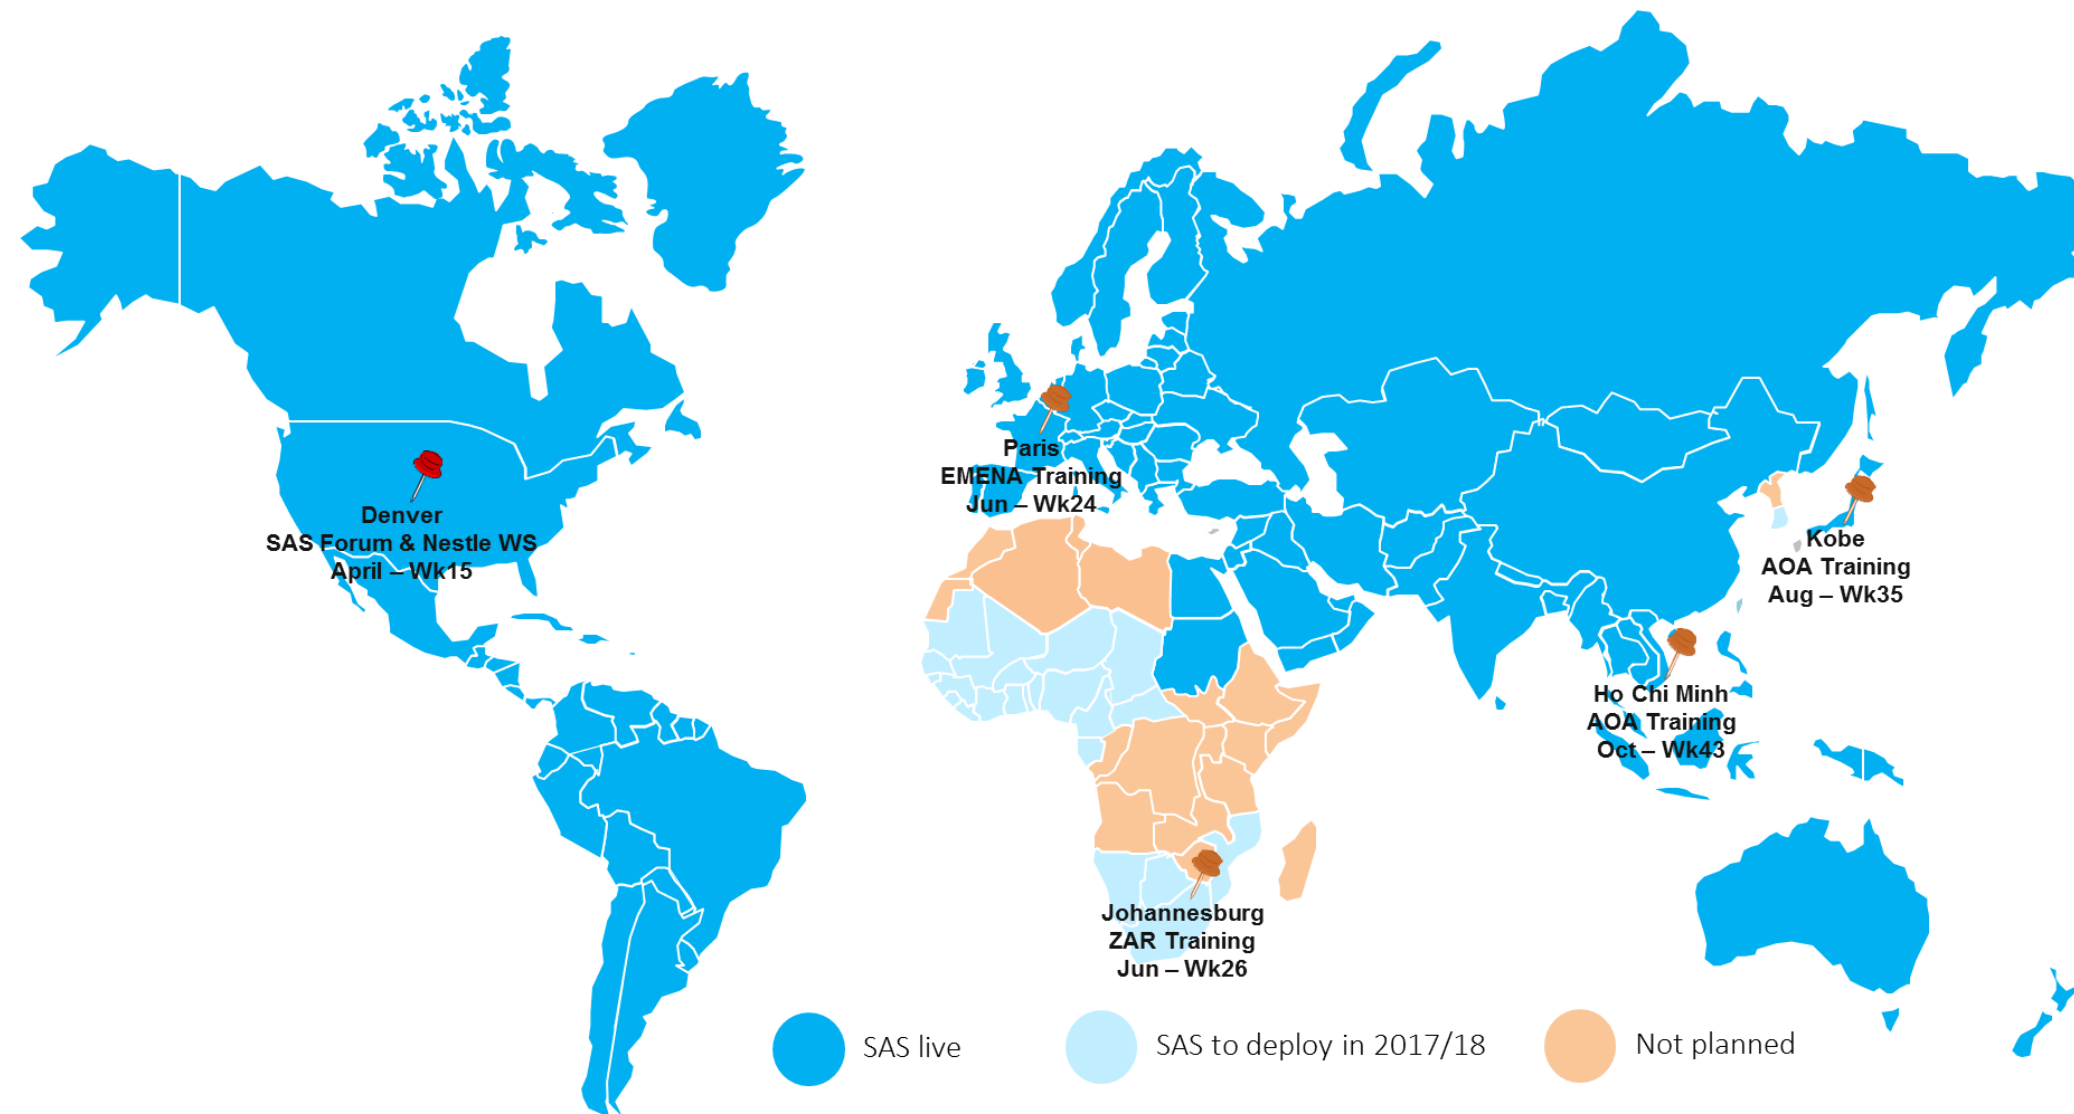 Denver
SAS Forum & Nestle WS
April – Wk15
Paris
EMENA Training
Jun – Wk24
Kobe
AOA Training
Aug – Wk35
Ho Chi Minh
AOA Training
Oct – Wk43
Johannesburg
ZAR Training
Jun – Wk26
SAS live
SAS to deploy in 2017/18
Not planned